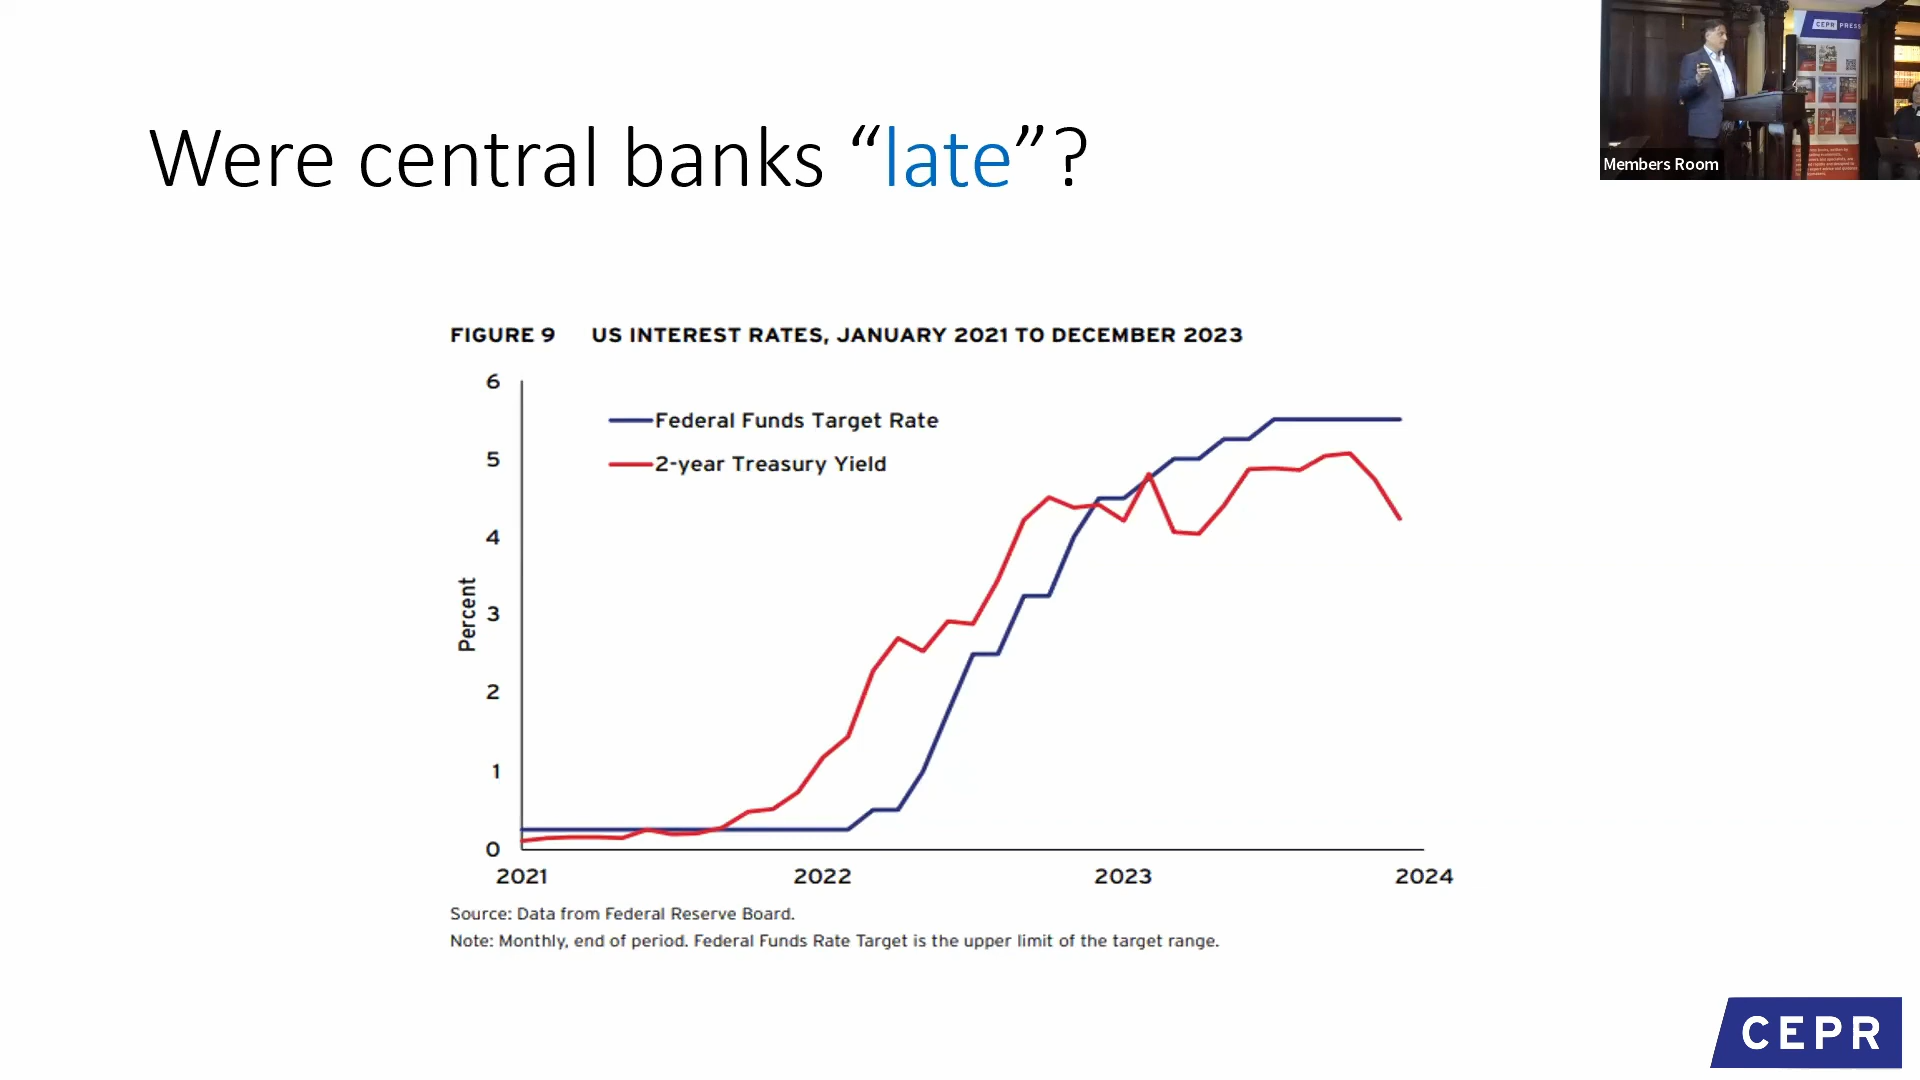 Were central banks “late”?
CEPR PRESS
Members Room
FIGURE 9 US INTEREST RATES, JANUARY 2021 TO DECEMBER 2023
6
5
4
3
2
1
0
Percent
Federal Funds Target Rate
2-year Treasury Yield
2021 2022 2023 2024
Source: Data from Federal Reserve Board.
Note: Monthly, end of period. Federal Funds Rate Target is the upper limit of the target range.
CEPR